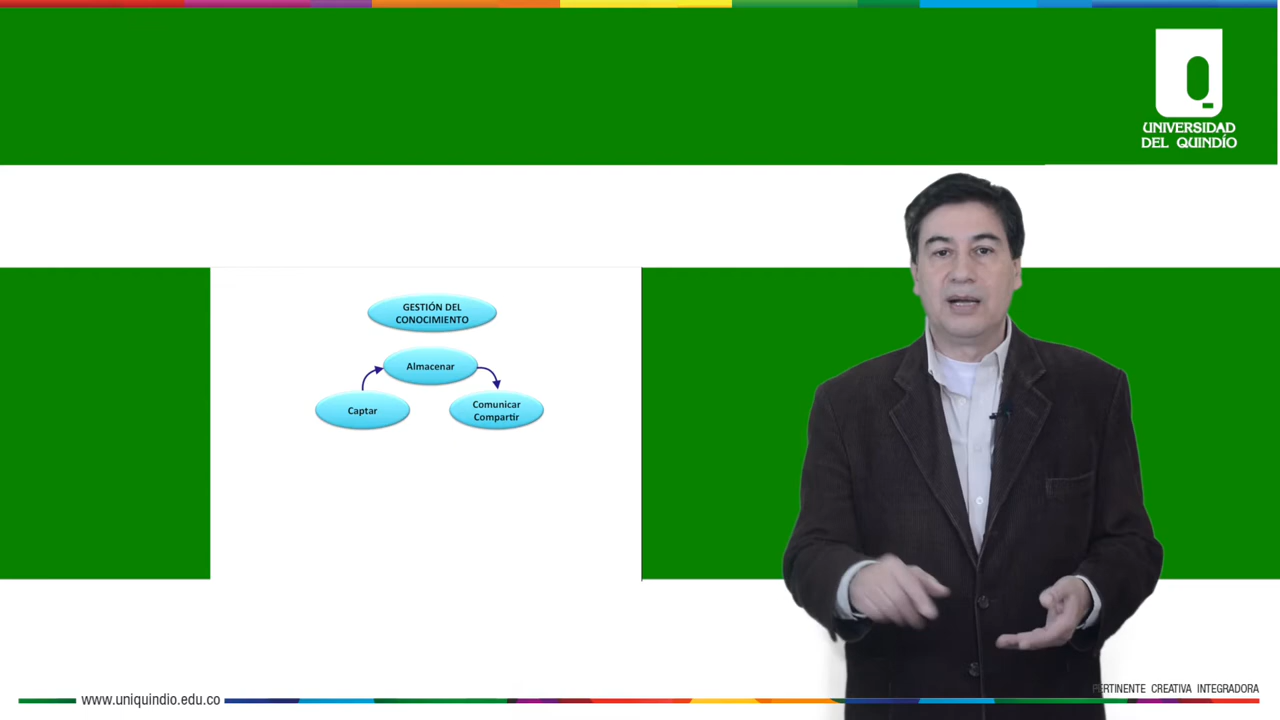 UNIVERSIDAD
DEL QUINDÍO
GESTIÓN DEL
CONOCIMIENTO
Almacenar
Captar
Comunicar
Compartir
www.uniquindio.edu.co
PERTINENTE CREATIVA INTEGRADORA